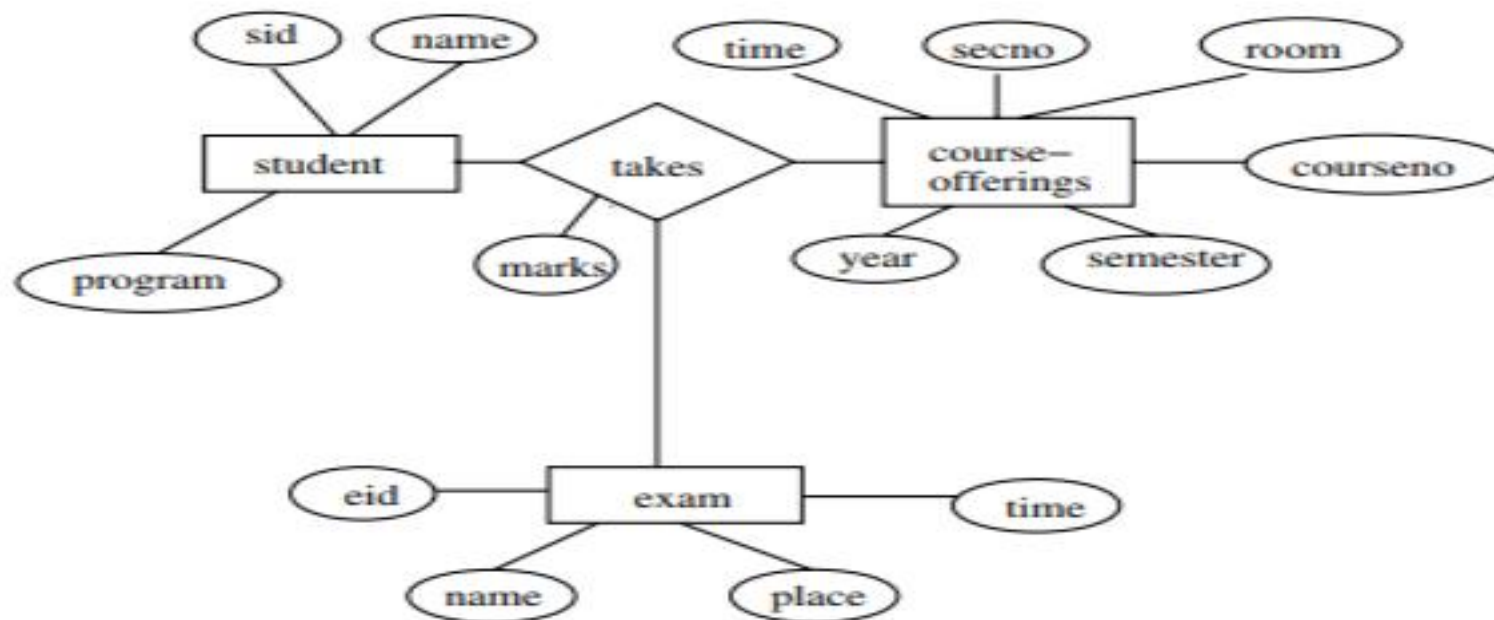 sid
name
time
secno
room
student
takes
course-
offerings
courseno
program
marks
year
semester
eid
exam
time
name
place